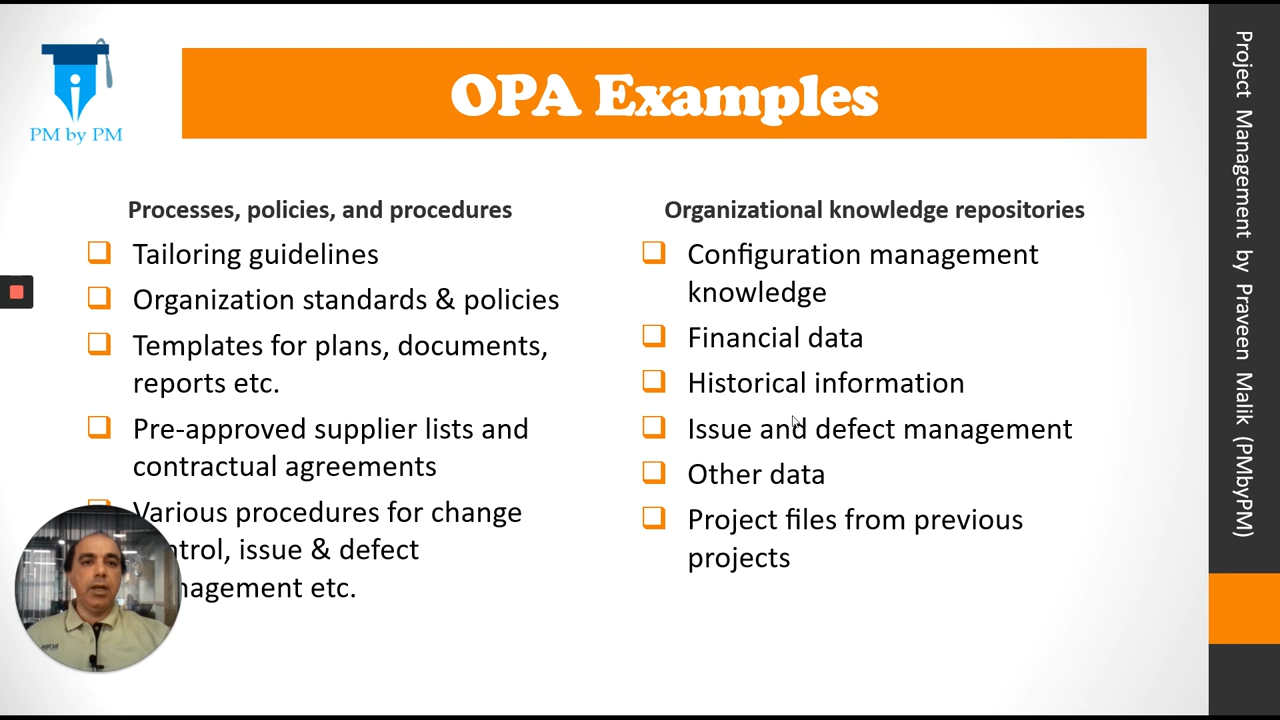 PM by PM
OPA Examples
Processes, policies, and procedures
Tailoring guidelines
Organization standards & policies
Templates for plans, documents,
reports etc.
Pre-approved supplier lists and
contractual agreements
Various procedures for change
issue & defect
etc.
Organizational knowledge repositories
Configuration management
knowledge
Financial data
Historical information
Issue and defect management
Other data
Project files from previous
projects
Project Management by Praveen Malik (PMbyPM)